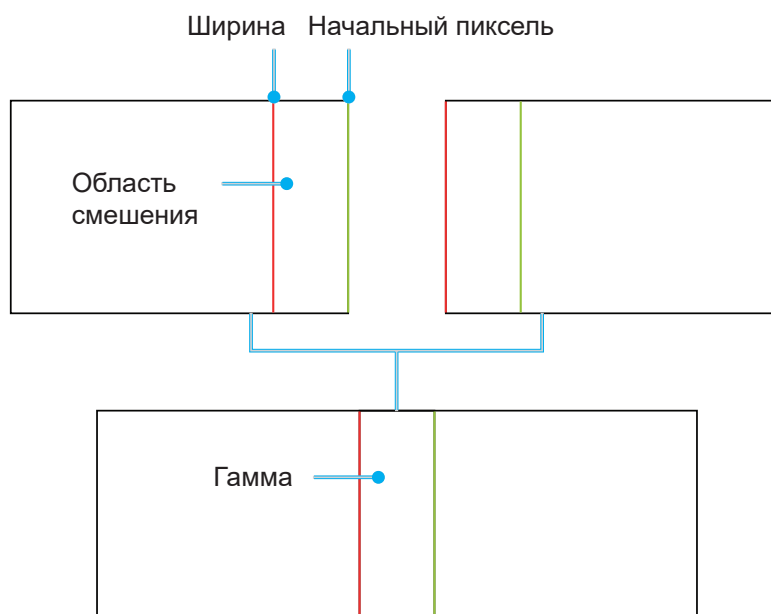 Ширина
Начальный пиксель
Область
смешения
Гамма